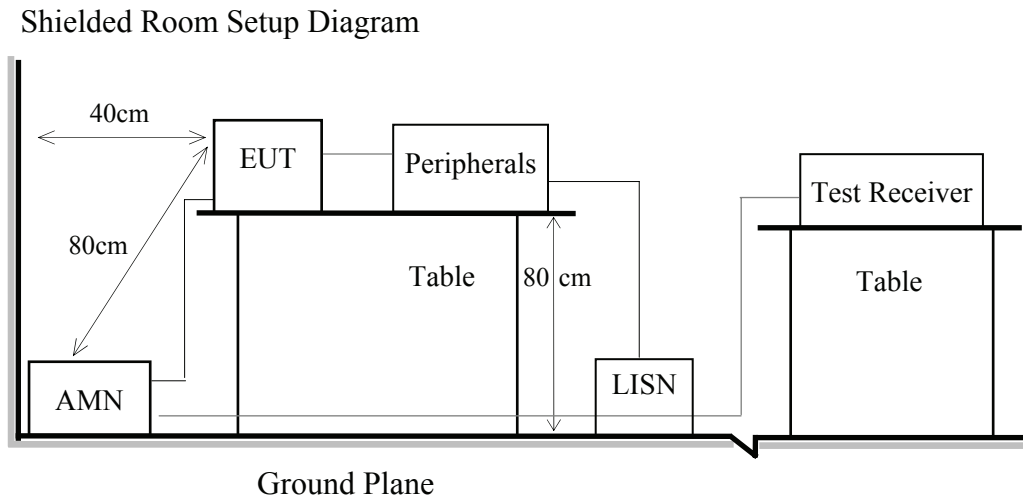 Shielded Room Setup Diagram
40cm
EUT
Peripherals
Test Receiver
80cm
Table
80 cm
Table
AMN
LISN
Ground Plane